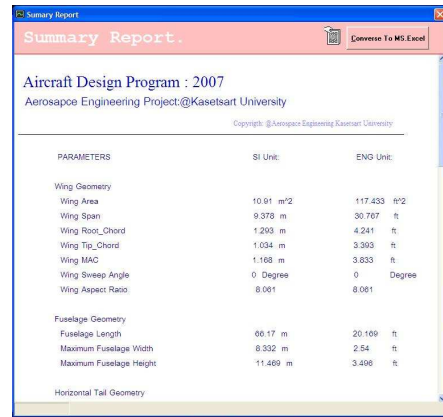 Sumary Report
Summary Report.
Converse To MS.Excel
Aircraft Design Program : 2007
Aerosapce Engineering Project:@Kasetsart University
Copyrigth: @Aerospace Engineering Kasetsart University
PARAMETERS SI Unit: ENG Unit:
Wing Geometry
Wing Area 10.91 m^2 117.433 ft^2
Wing Span 9.378 m 30.767 ft
Wing Root_Chord 1.293 m 4.241 ft
Wing Tip_Chord 1.034 m 3.393 ft
Wing MAC 1.168 m 3.833 ft
Wing Sweep Angle 0 Degree 0 Degree
Wing Aspect Ratio 8.061 8.061
Fuselage Geometry
Fuselage Length 66.17 m 20.169 ft
Maximum Fuselage Width 8.332 m 2.54 ft
Maximum Fuselage Height 11.469 m 3.496 ft
Horizontal Tail Geometry